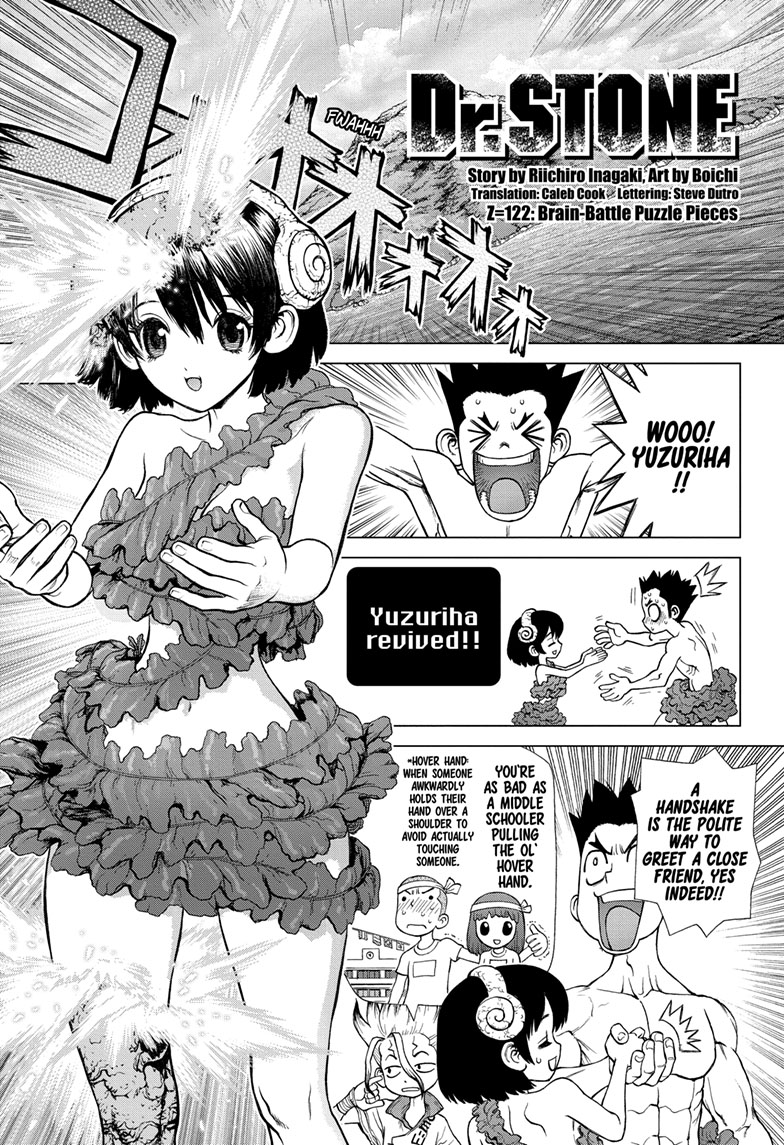 Dr.STONE
Story by Riichiro Inagaki, Art by Boichi
Translation: Caleb Cook Lettering: Steve Dutro
Z=122: Brain-Battle Puzzle Pieces
FWAHHH
コオオオォォォ
WOOO!
YUZURIHA
!!
Yuzuriha
revived!!
A
HANDSHAKE
IS THE POLITE
WAY TO
GREET A CLOSE
FRIEND, YES
INDEED!!
YOU'RE
AS BAD AS
A MIDDLE
SCHOOLER
PULLING
THE OL'
HOVER
HAND.
*HOVER HAND:
WHEN SOMEONE
AWKWARDLY
HOLDS THEIR
HAND OVER A
SHOULDER TO
AVOID ACTUALLY
TOUCHING
SOMEONE.